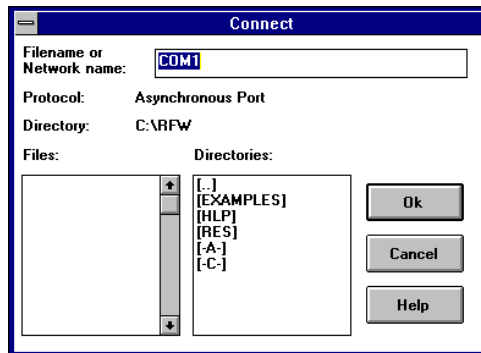 Connect
Filename or
Network name:
COM1
Protocol: Asynchronous Port
Directory: C:\RFW
Files: Directories:
[..]
[EXAMPLES]
[HLP]
[RES]
[-A-]
[-C-]
Ok
Cancel
Help